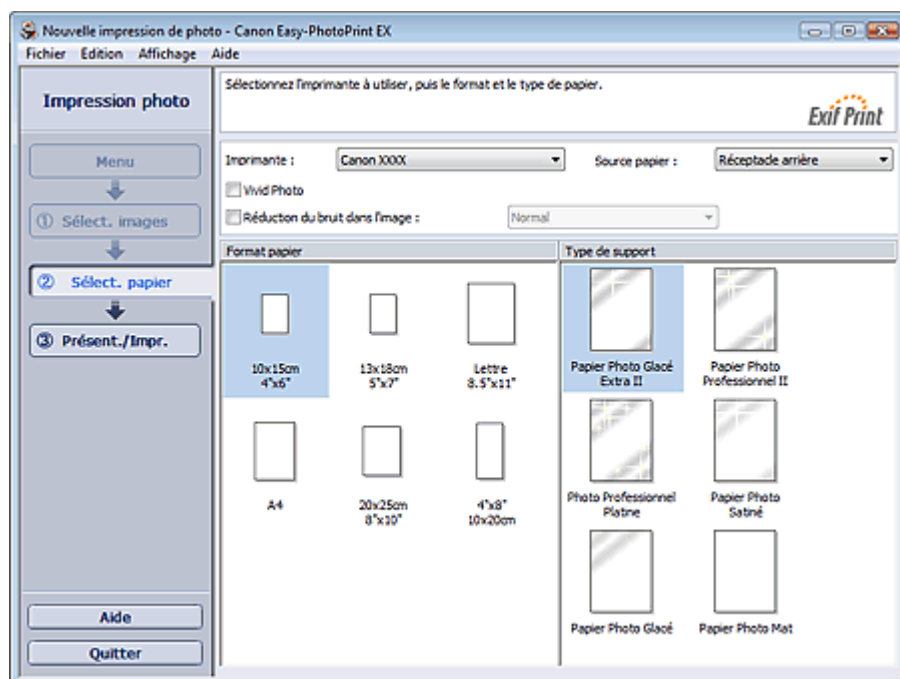 Nouvelle impression de photo - Canon Easy-PhotoPrint EX
Fichier Edition Affichage Aide
Impression photo
Sélectionnez l'imprimante à utiliser, puis le format et le type de papier.
Exif Print
Menu
① Sélect. images
② Sélect. papier
③ Présent./Impr.
Aide
Quitter
Imprimante : Canon XXXX Source papier : Réceptacle arrière
Vivid Photo
Réduction du bruit dans l'image : Normal
Format papier
10x15cm
4"x6"
13x18cm
5"x7"
Lettre
8.5"x11"
A4
20x25cm
8"x10"
4"x8"
10x20cm
Type de support
Papier Photo Glacé
Extra II
Papier Photo
Professionnel II
Photo Professionnel
Platine
Papier Photo
Satiné
Papier Photo Glacé
Papier Photo Mat